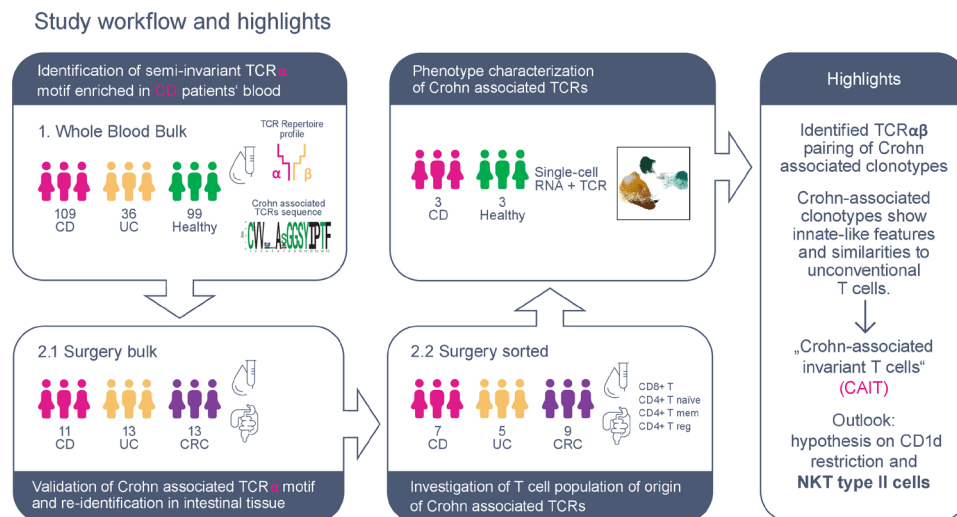 Study workflow and highlights
Identification of semi-invariant TCRα
motif enriched in CD patients' blood
1. Whole Blood Bulk
TCR Repertoire
profile
α β
109
CD
36
UC
99
Healthy
Crohn associated
TCRs sequence
CVV AsGGSYIPTF
2.1 Surgery bulk
11
CD
13
UC
13
CRC
Validation of Crohn associated TCRα motif
and re-identification in intestinal tissue
2.2 Surgery sorted
7
CD
5
UC
9
CRC
CD8+ T
CD4+ T naïve
CD4+ T mem
CD4+ T reg
Investigation of T cell population of origin
of Crohn associated TCRs
Phenotype characterization
of Crohn associated TCRs
3
CD
3
Healthy
Single-cell
RNA + TCR
Highlights
Identified TCRαβ
pairing of Crohn
associated clonotypes
Crohn-associated
clonotypes show
innate-like features
and similarities to
unconventional
T cells.
„Crohn-associated
invariant T cells“
(CAIT)
Outlook:
hypothesis on CD1d
restriction and
NKT type II cells